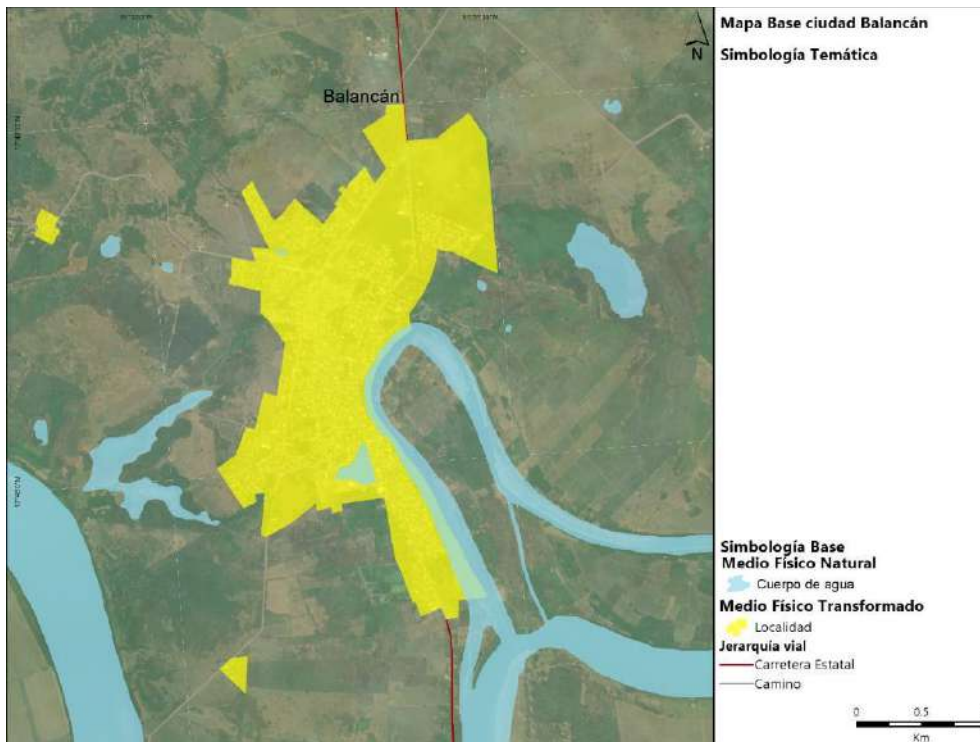 Mapa Base ciudad Balancán
Simbología Temática
N
Balancán
Simbología Base
Medio Físico Natural
Cuerpo de agua
Medio Físico Transformado
Localidad
Jerarquía vial
Carretera Estatal
Camino
0 0.5
Km